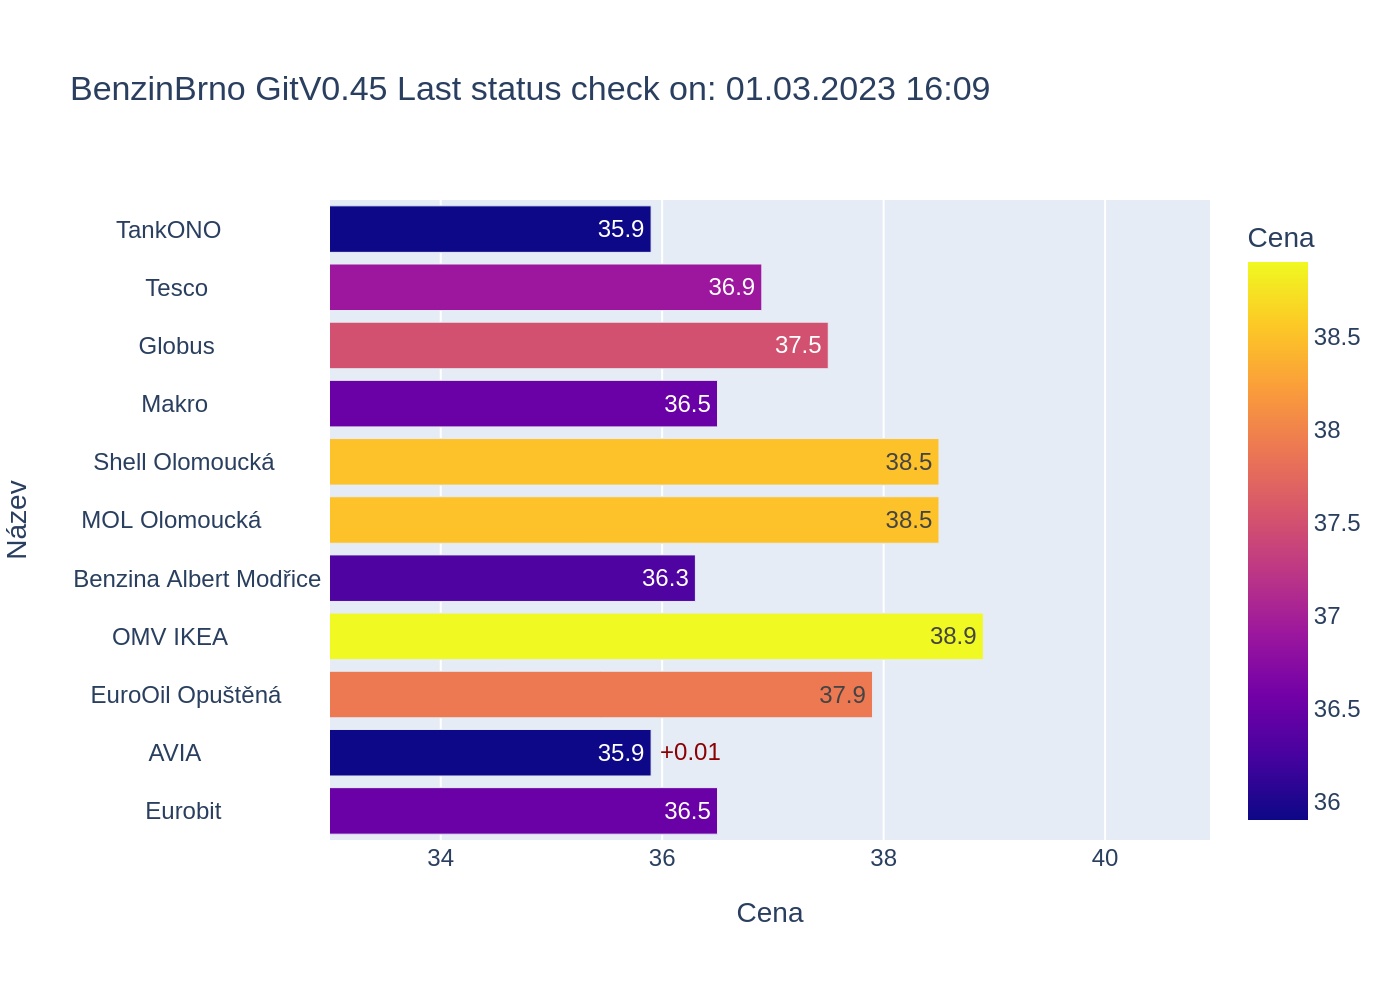 BenzinBrno GitV0.45 Last status check on: 01.03.2023 16:09
Název
TankONO 35.9
Tesco 36.9
Globus 37.5
Makro 36.5
Shell Olomoucká 38.5
MOL Olomoucká 38.5
Benzina Albert Modřice 36.3
OMV IKEA 38.9
EuroOil Opuštěná 37.9
AVIA 35.9 +0.01
Eurobit 36.5
34 36 38 40
Cena
Cena
38.5
38
37.5
37
36.5
36